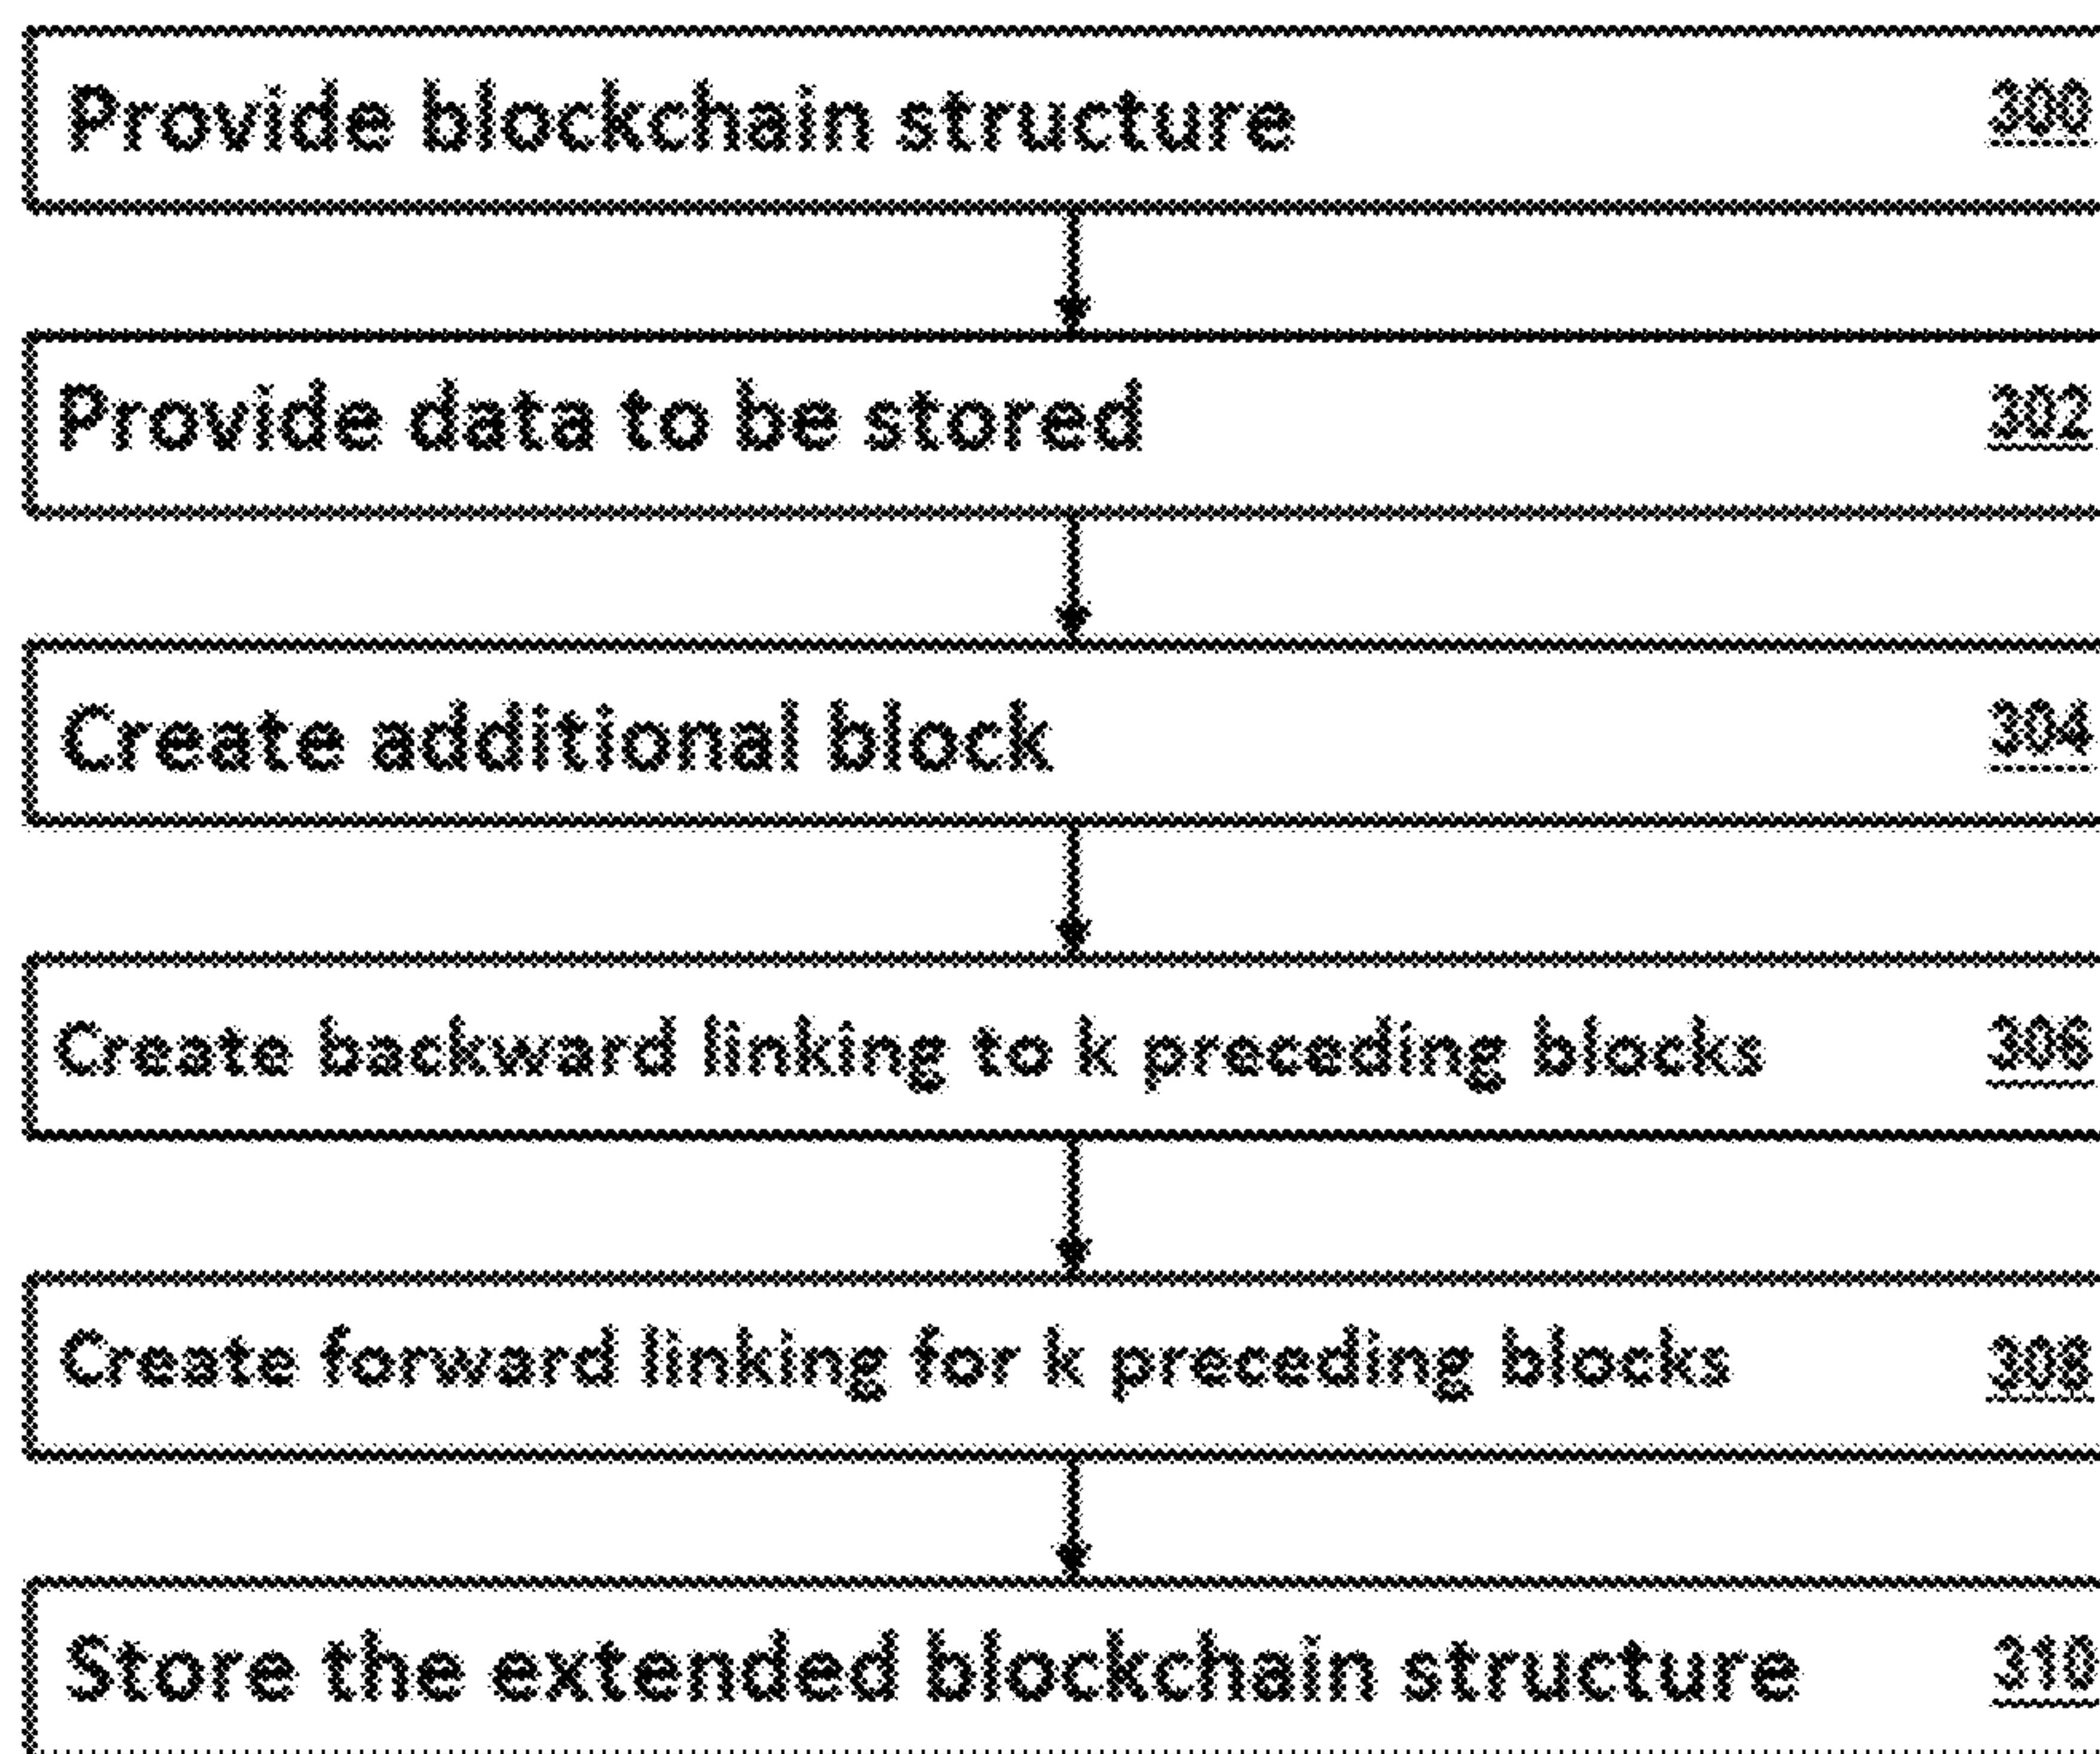 Provide blockchain structure 300
Provide data to be stored 302
Create additional block 304
Create backward linking to k preceding blocks 306
Create forward linking for k preceding blocks 308
Store the extended blockchain structure 310